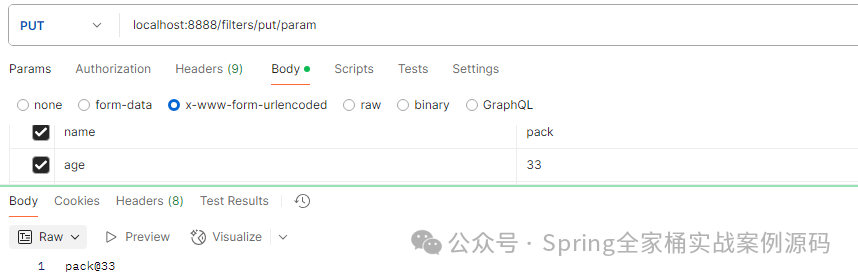 PUT localhost:8888/filters/put/param
Params Authorization Headers (9) Body Scripts Tests Settings
none form-data x-www-form-urlencoded raw binary GraphQL
name pack
age 33
Body Cookies Headers (8) Test Results
Raw Preview Visualize
公众号 · Spring全家桶实战案例源码
1 pack@33